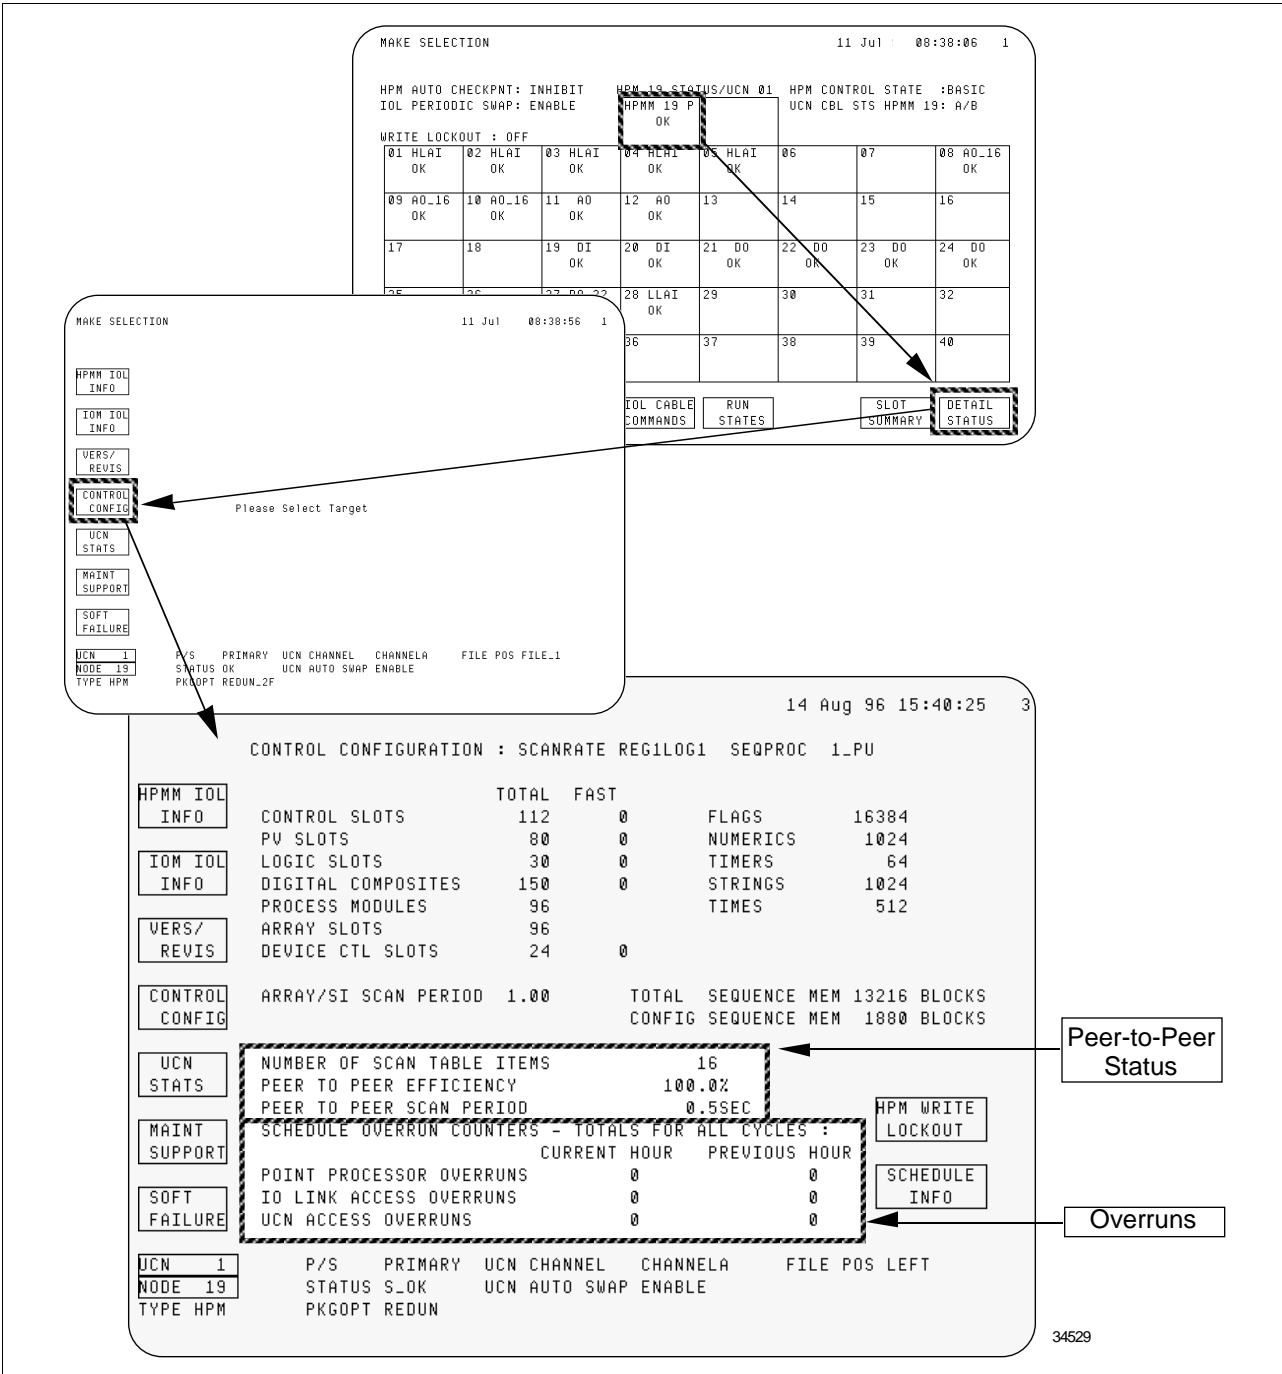 MAKE SELECTION 11 Jul 08:38:06 1
HPM AUTO CHECKPNT: INHIBIT HPM 19 STATUS/UCN 01 HPM CONTROL STATE :BASIC
IOL PERIODIC SWAP: ENABLE HPMM 19 P UCN CBL STS HPMM 19: A/B
OK
WRITE LOCKOUT : OFF
01 HLAI 02 HLAI 03 HLAI 04 HLAI 05 HLAI 06 07 08 AO_16
OK OK OK OK OK OK
09 AO_16 10 AO_16 11 AO 12 AO 13 14 15 16
OK OK OK OK
17 18 19 DI 20 DI 21 DO 22 DO 23 DO 24 DO
OK OK OK OK OK OK
25 26 27 DO_32 28 LLAI 29 30 31 32
OK
36 37 38 39 40
IOL CABLE COMMANDS
RUN STATES
SLOT SUMMARY
DETAIL STATUS
MAKE SELECTION 11 Jul 08:38:56 1
HPMM IOL
INFO
IOM IOL
INFO
VERS/
REVIS
CONTROL
CONFIG
Please Select Target
UCN
STATS
MAINT
SUPPORT
SOFT
FAILURE
UCN 1 P/S PRIMARY UCN CHANNEL CHANNELA FILE POS FILE_1
NODE 19 STATUS OK UCN AUTO SWAP ENABLE
TYPE HPM PKGOPT REDUN_2F
14 Aug 96 15:40:25 3
CONTROL CONFIGURATION : SCANRATE REG1LOG1 SEQPROC 1_PU
HPMM IOL
INFO
IOM IOL
INFO
VERS/
REVIS
CONTROL
CONFIG
UCN
STATS
MAINT
SUPPORT
SOFT
FAILURE
TOTAL FAST
CONTROL SLOTS 112 0 FLAGS 16384
PV SLOTS 80 0 NUMERICS 1024
LOGIC SLOTS 30 0 TIMERS 64
DIGITAL COMPOSITES 150 0 STRINGS 1024
PROCESS MODULES 96 TIMES 512
ARRAY SLOTS 96
DEVICE CTL SLOTS 24 0
ARRAY/SI SCAN PERIOD 1.00 TOTAL SEQUENCE MEM 13216 BLOCKS
CONFIG SEQUENCE MEM 1880 BLOCKS
NUMBER OF SCAN TABLE ITEMS 16
PEER TO PEER EFFICIENCY 100.0%
PEER TO PEER SCAN PERIOD 0.5SEC
SCHEDULE OVERRUN COUNTERS - TOTALS FOR ALL CYCLES :
CURRENT HOUR PREVIOUS HOUR
POINT PROCESSOR OVERRUNS 0 0
IO LINK ACCESS OVERRUNS 0 0
UCN ACCESS OVERRUNS 0 0
HPM WRITE
LOCKOUT
SCHEDULE
INFO
Peer-to-Peer
Status
Overruns
UCN 1 P/S PRIMARY UCN CHANNEL CHANNELA FILE POS LEFT
NODE 19 STATUS S_OK UCN AUTO SWAP ENABLE
TYPE HPM PKGOPT REDUN
34529